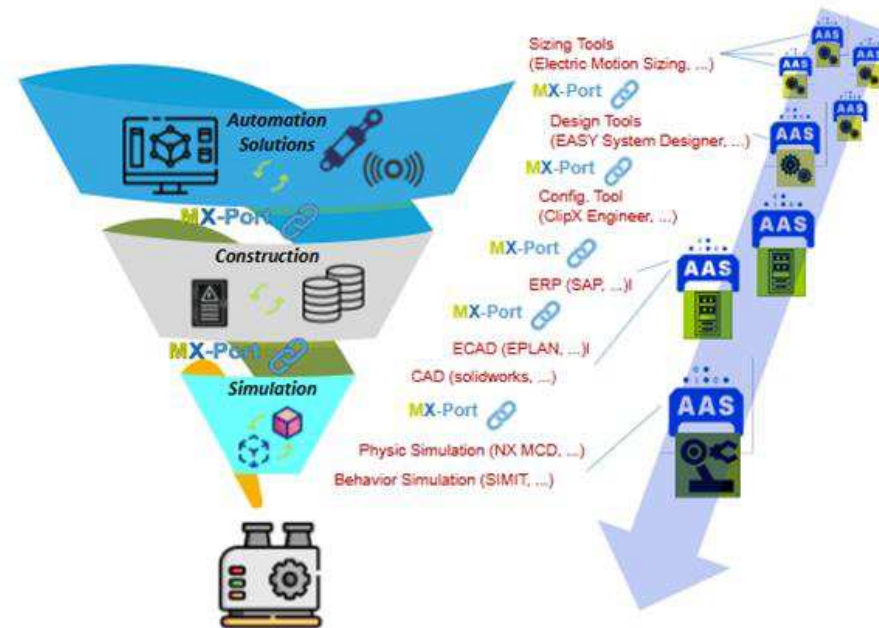 AAS
AAS
AAS
AAS
Sizing Tools
(Electric Motion Sizing, ...)
MX-Port
Automation
Solutions
Design Tools
(EASY System Designer, ...)
AAS
MX-Port
Config. Tool
(ClipX Engineer, ...)
MX-Port
AAS
Construction
MX-Port
AAS
ERP (SAP, ...)l
MX-Port
ECAD (EPLAN, ...)l
MX-Port
CAD (solidworks, ...)
Simulation
MX-Port
AAS
Physic Simulation (NX MCD, ...)
Behavior Simulation (SIMIT, ...)